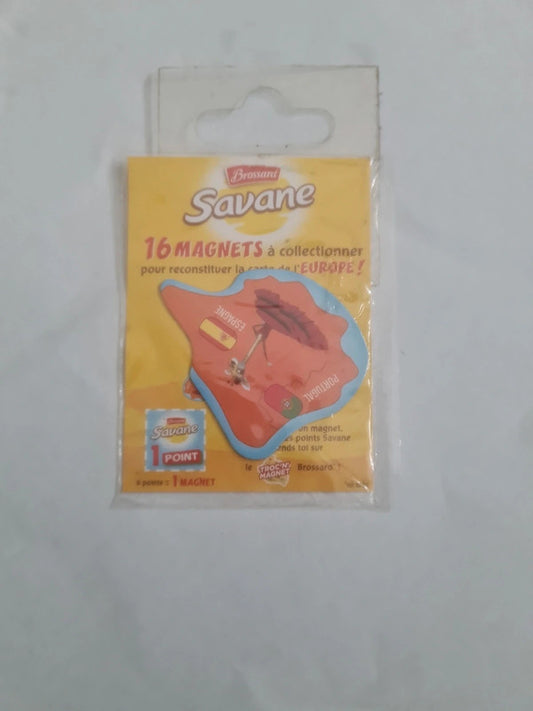 Brossard
Savane
16 MAGNETS à collectionner
pour reconstituer la carte de l'EUROPE !
ESPAGNE
PORTUGAL
Brossard
Savane
1 POINT
un magnet.
points Savane
toi sur
le TROC'N' MAGNET Brossard !
points = 1 MAGNET